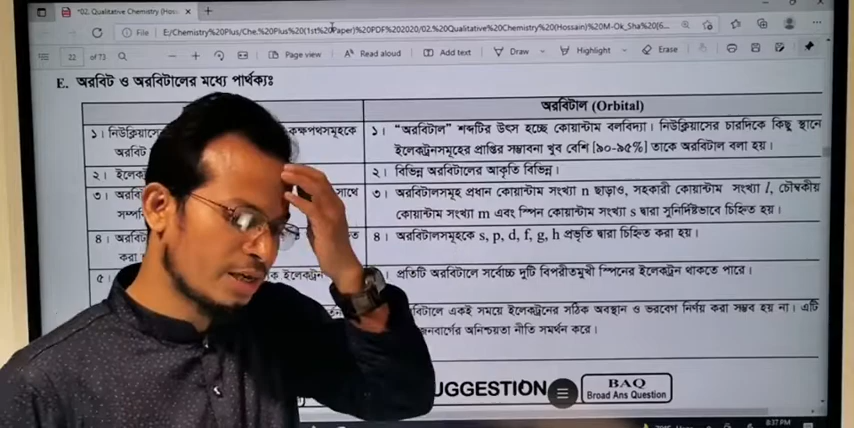 *02. Qualitative Chemistry (Hoss
File E:/Chemistry%20Plus/Che.%20Plus%20(1st%20Paper)%20PDF%202020/02.%20Qualitative%20Chemistry%20(Hossain)%20M-Ok_Sha%20(6...
22 of 73 Page view Read aloud Add text Draw Highlight Erase
E. অরবিট ও অরবিটালের মধ্যে পার্থক্যঃ
অরবিটাল (Orbital)
১। নিউক্লিয়াসে কক্ষপথসমূহকে
অরবিট
১। “অরবিটাল” শব্দটির উৎস হচ্ছে কোয়ান্টাম বলবিদ্যা। নিউক্লিয়াসের চারদিকে কিছু স্থানে
ইলেকট্রনসমূহের প্রাপ্তির সম্ভাবনা খুব বেশি [৯০-৯৫%] তাকে অরবিটাল বলা হয়।
২। ইলেক
২। বিভিন্ন অরবিটালের আকৃতি বিভিন্ন।
৩। অরবি সাথে
সম্পর্কি
৩। অরবিটালসমূহ প্রধান কোয়ান্টাম সংখ্যা n ছাড়াও, সহকারী কোয়ান্টাম সংখ্যা l, চৌম্বকীয়
কোয়ান্টাম সংখ্যা m এবং স্পিন কোয়ান্টাম সংখ্যা s দ্বারা সুনির্দিষ্টভাবে চিহ্নিত হয়।
৪। অরবিট ত
করা
৪। অরবিটালসমূহকে s, p, d, f, g, h প্রভৃতি দ্বারা চিহ্নিত করা হয়।
৫। ক ইলেকট্রন
। প্রতিটি অরবিটালে সর্বোচ্চ দুটি বিপরীতমুখী স্পিনের ইলেকট্রন থাকতে পারে।
বিটালে একই সময়ে ইলেকট্রনের সঠিক অবস্থান ও ভরবেগ নির্ণয় করা সম্ভব হয় না। এটি
জেনবার্গের অনিশ্চয়তা নীতি সমর্থন করে।
UGGESTION
BAQ
Broad Ans Question
8:37 PM